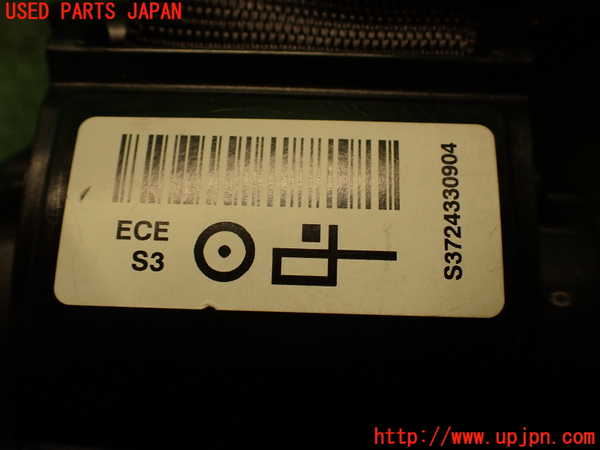 USED PARTS JAPAN
ECE
S3
S3724330904
http://www.upjpn.com/